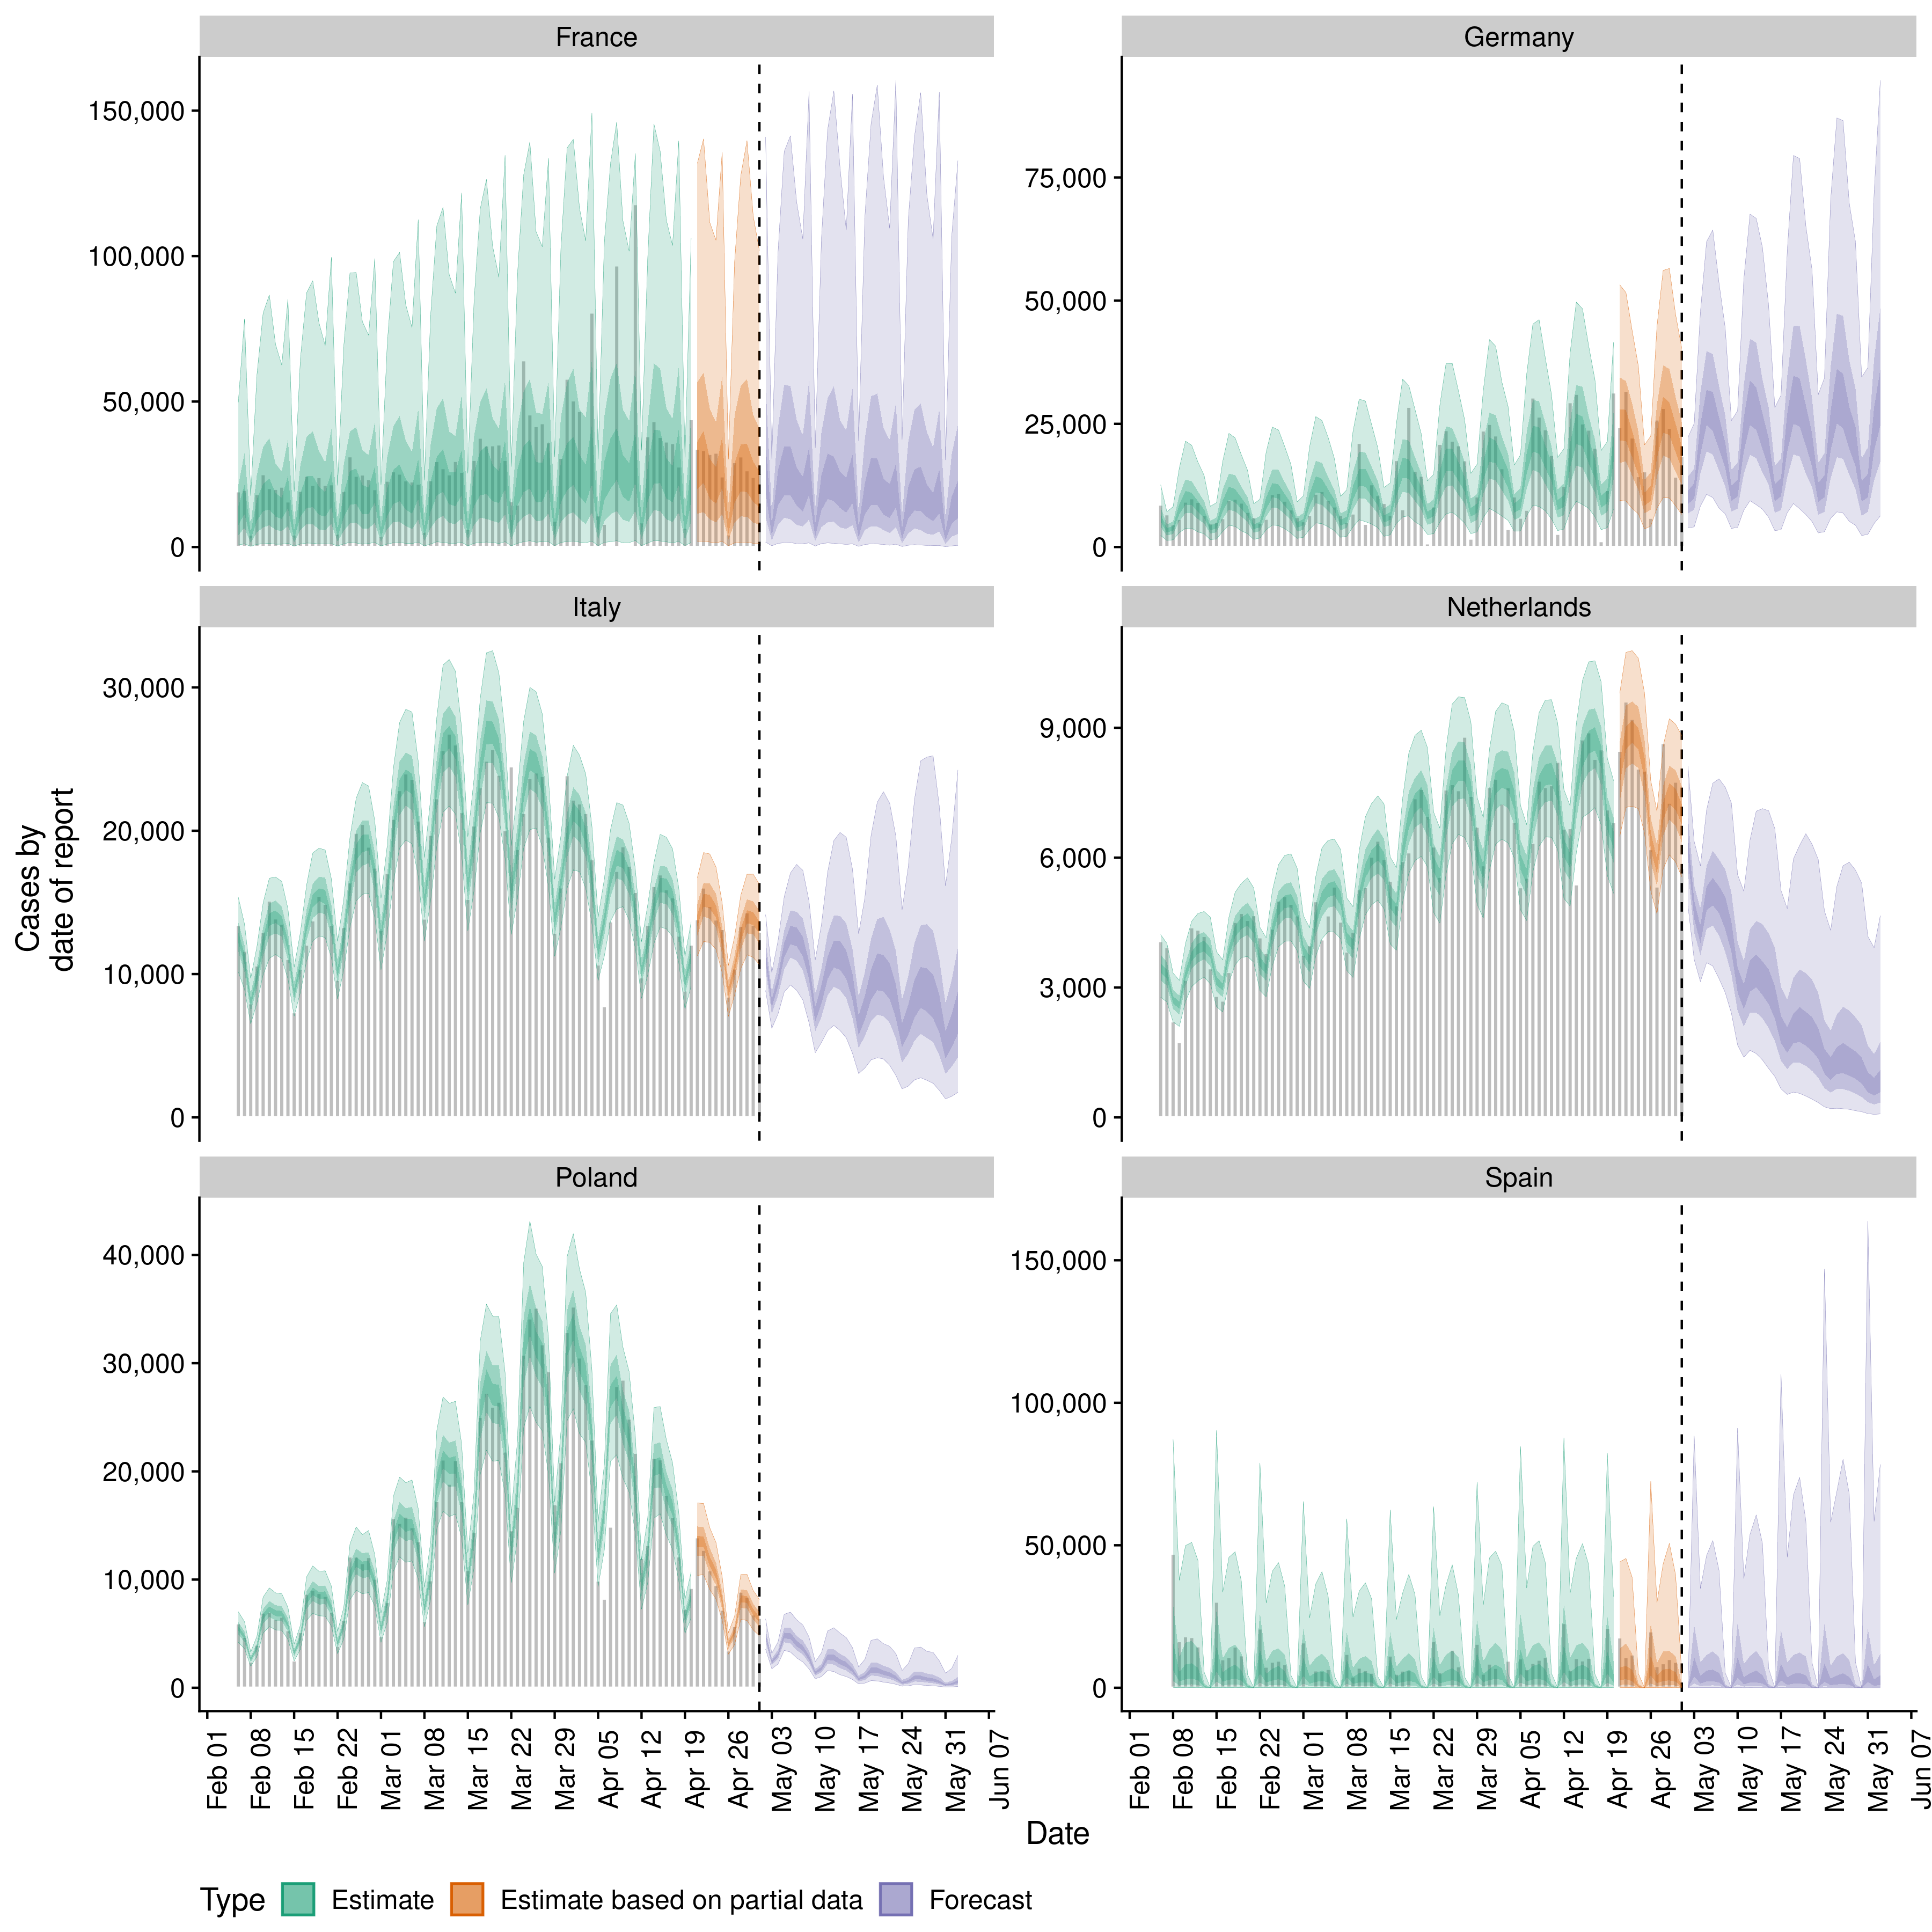 France
Germany
150,000
100,000
50,000
0
75,000
50,000
25,000
0
Italy
Netherlands
30,000
20,000
10,000
0
9,000
6,000
3,000
0
Cases by
date of report
Poland
Spain
40,000
30,000
20,000
10,000
0
150,000
100,000
50,000
0
Feb 01
Feb 08
Feb 15
Feb 22
Mar 01
Mar 08
Mar 15
Mar 22
Mar 29
Apr 05
Apr 12
Apr 19
Apr 26
May 03
May 10
May 17
May 24
May 31
Jun 07
Feb 01
Feb 08
Feb 15
Feb 22
Mar 01
Mar 08
Mar 15
Mar 22
Mar 29
Apr 05
Apr 12
Apr 19
Apr 26
May 03
May 10
May 17
May 24
May 31
Jun 07
Date
Type
Estimate
Estimate based on partial data
Forecast